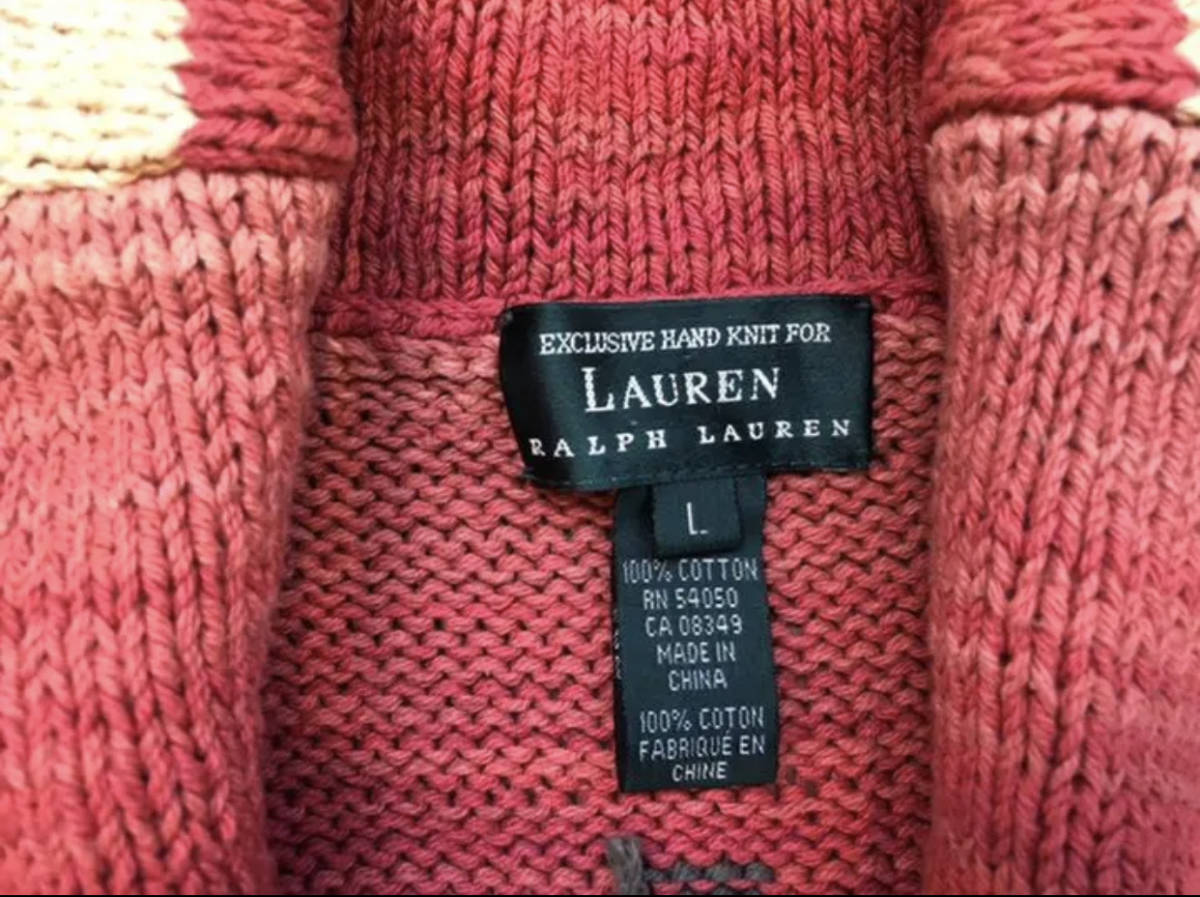 EXCLUSIVE HAND KNIT FOR
LAUREN
RALPH LAUREN
L
100% COTTON
RN 54050
CA 08349
MADE IN
CHINA
100% COTON
FABRIQUÉ EN
CHINE